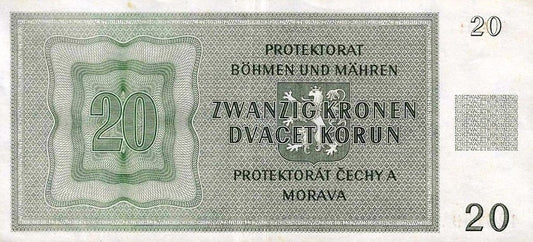 20
PROTEKTORAT
BÖHMEN UND MÄHREN
20
ZWANZIG KRONEN
DVACET KORUN
PROTEKTORÁT ČECHY A
MORAVA
20